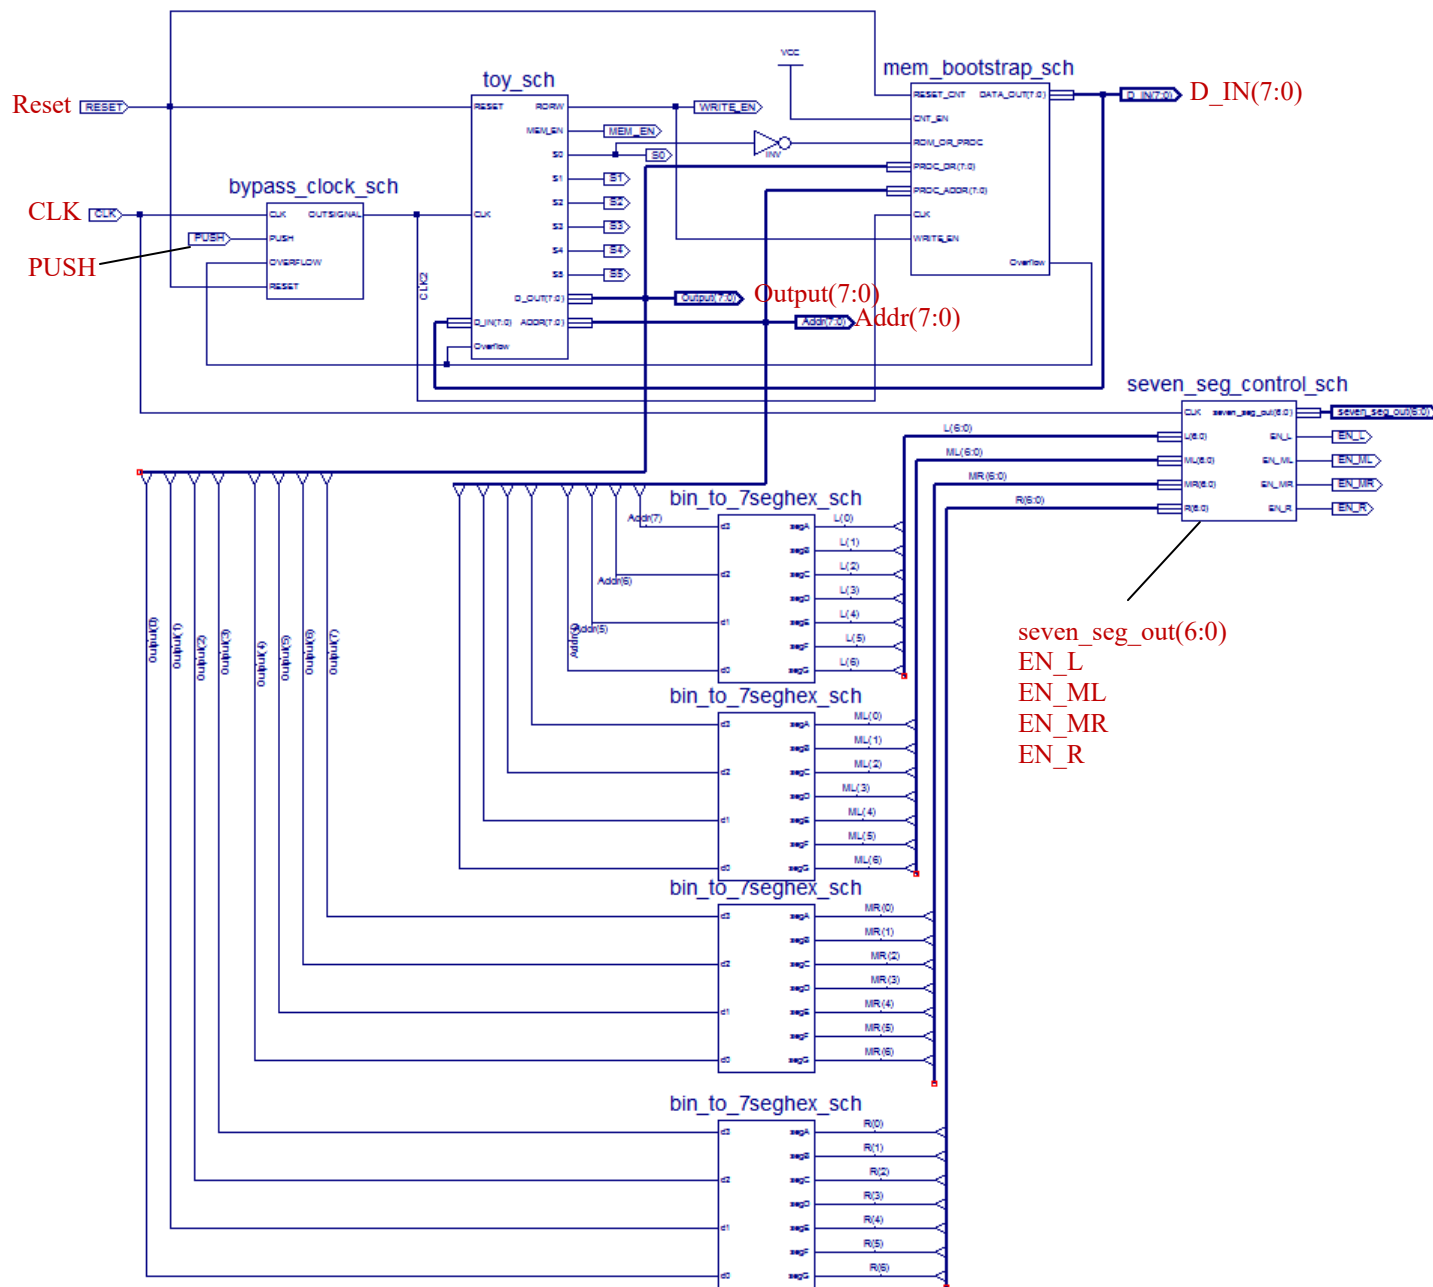 toy_sch
mem_bootstrap_sch
VCC
Reset
RESET
RESET
RORW
WRITE_EN
RESET_CNT
DATA_OUT(7:0)
D_IN(7:0)
D_IN(7:0)
MEM_EN
MEM_EN
CNT_EN
S0
S0
INV
ROM_OR_PROC
bypass_clock_sch
S1
S1
PROC_DR(7:0)
S2
S2
PROC_ADDR(7:0)
CLK
CLK
CLK
OUTSIGNAL
CLK
S3
S3
CLK
PUSH
PUSH
S4
S4
WRITE_EN
PUSH
OVERFLOW
S5
S5
Overflow
RESET
CLK2
D_OUT(7:0)
Output(7:0)
Output(7:0)
D_IN(7:0)
ADDR(7:0)
Addr(7:0)
Addr(7:0)
Overflow
seven_seg_control_sch
CLK
seven_seg_out(6:0)
seven_seg_out(6:0)
L(6:0)
L(6:0)
EN_L
EN_L
ML(6:0)
ML(6:0)
EN_ML
EN_ML
MR(6:0)
MR(6:0)
EN_MR
EN_MR
R(6:0)
R(6:0)
EN_R
EN_R
bin_to_7seghex_sch
Addr(7)
d3
segA
L(0)
segB
L(1)
Addr(6)
d2
segC
L(2)
segD
L(3)
Addr(5)
d1
segE
L(4)
segF
L(5)
d0
segG
L(6)
seven_seg_out(6:0)
EN_L
EN_ML
EN_MR
EN_R
Output(0)
Output(1)
Output(2)
Output(3)
Output(4)
Output(5)
Output(6)
Output(7)
bin_to_7seghex_sch
d3
segA
ML(0)
segB
ML(1)
d2
segC
ML(2)
segD
ML(3)
d1
segE
ML(4)
segF
ML(5)
d0
segG
ML(6)
bin_to_7seghex_sch
d3
segA
MR(0)
segB
MR(1)
d2
segC
MR(2)
segD
MR(3)
d1
segE
MR(4)
segF
MR(5)
d0
segG
MR(6)
bin_to_7seghex_sch
d3
segA
R(0)
segB
R(1)
d2
segC
R(2)
segD
R(3)
d1
segE
R(4)
segF
R(5)
d0
segG
R(6)